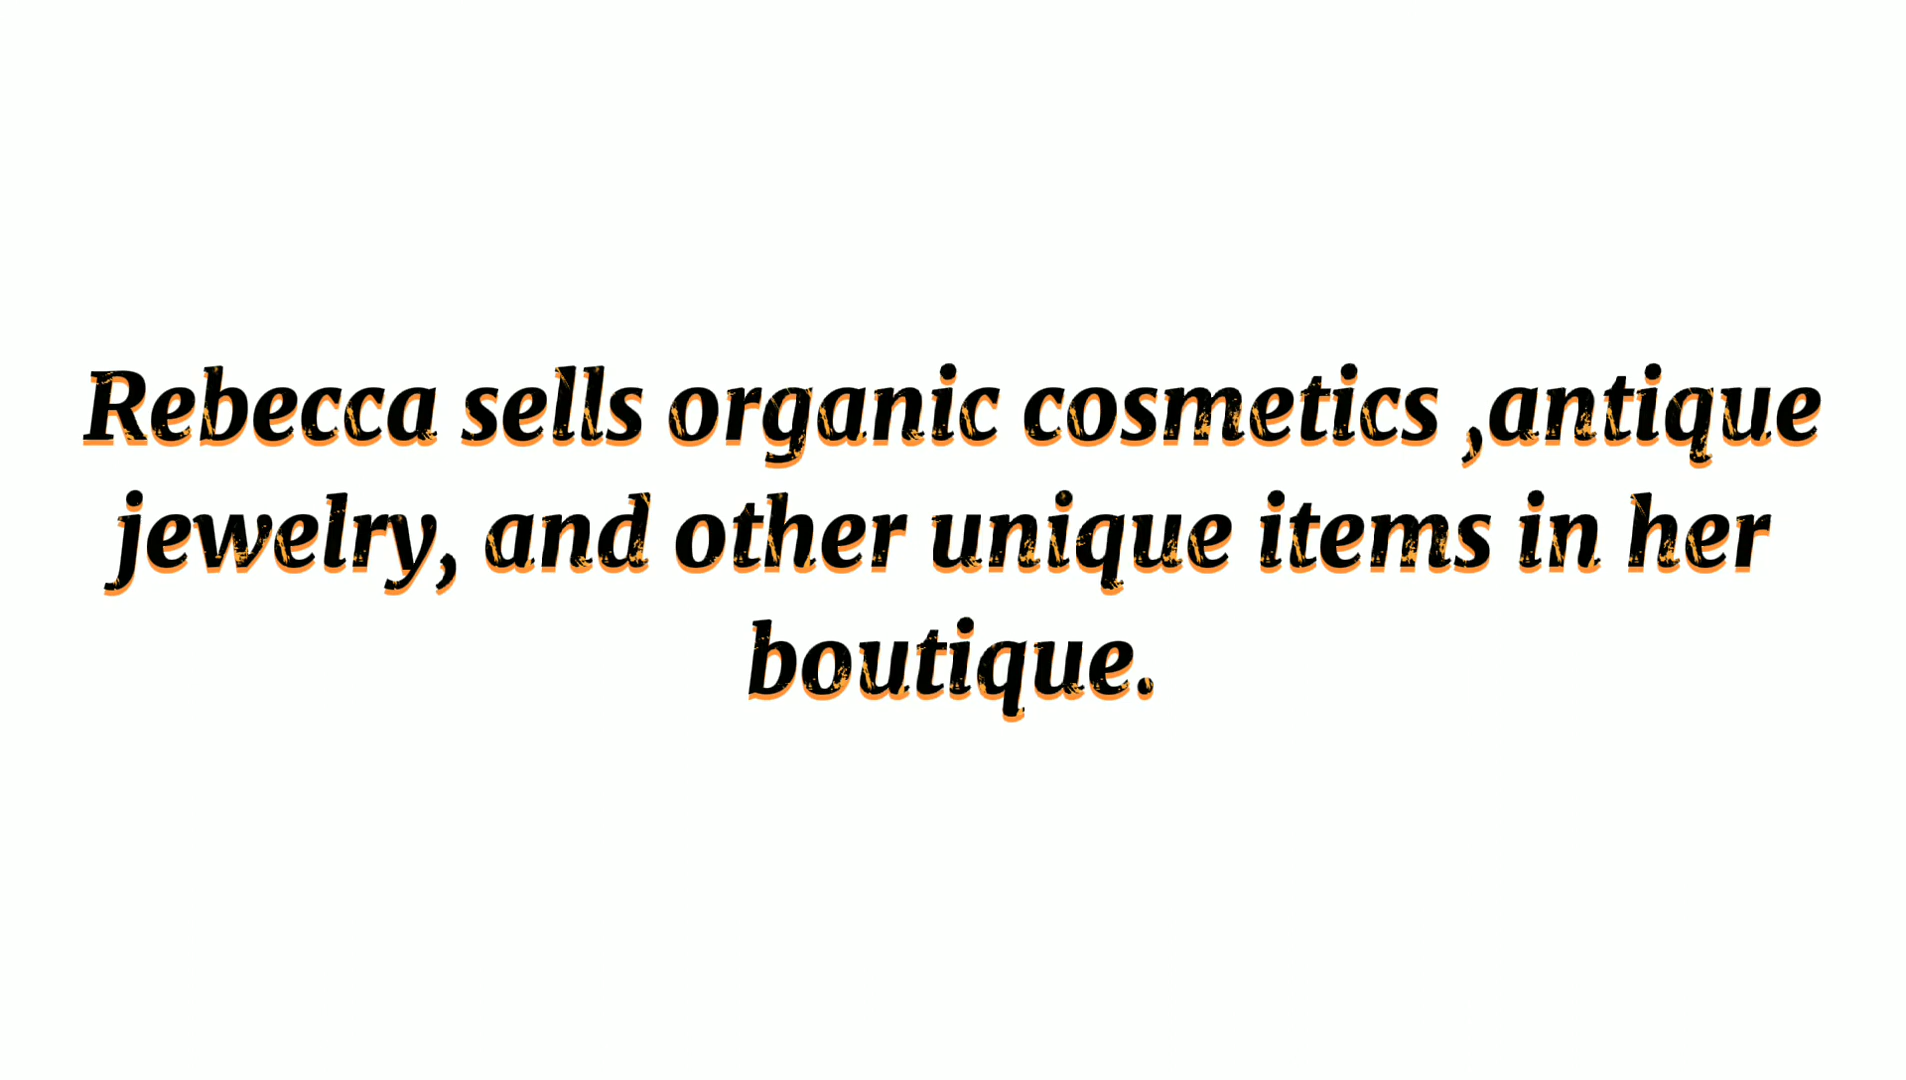 Rebecca sells organic cosmetics ,antique
jewelry, and other unique items in her
boutique.